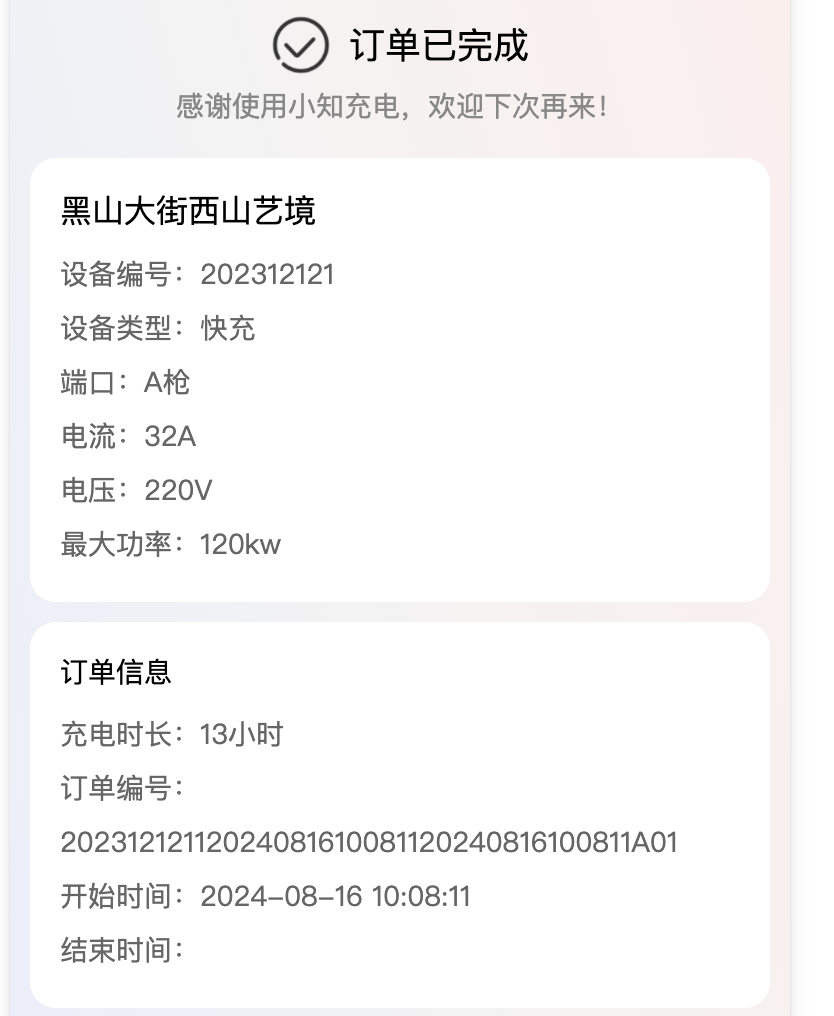 订单已完成
感谢使用小知充电，欢迎下次再来！
黑山大街西山艺境
设备编号：202312121
设备类型：快充
端口：A枪
电流：32A
电压：220V
最大功率：120kw
订单信息
充电时长：13小时
订单编号：
20231212112024081610081120240816100811A01
开始时间：2024-08-16 10:08:11
结束时间：